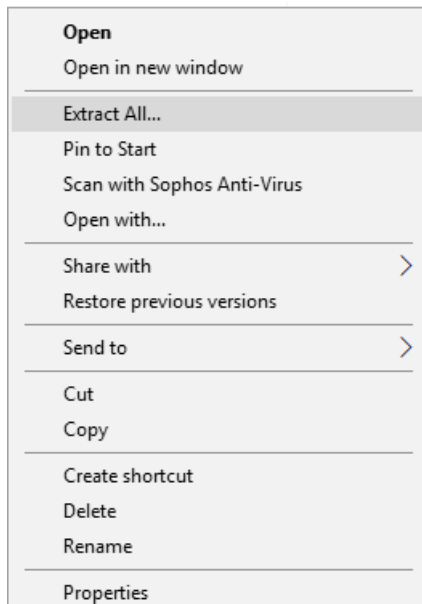 Open
Open in new window
Extract All...
Pin to Start
Scan with Sophos Anti-Virus
Open with...
Share with
Restore previous versions
Send to
Cut
Copy
Create shortcut
Delete
Rename
Properties